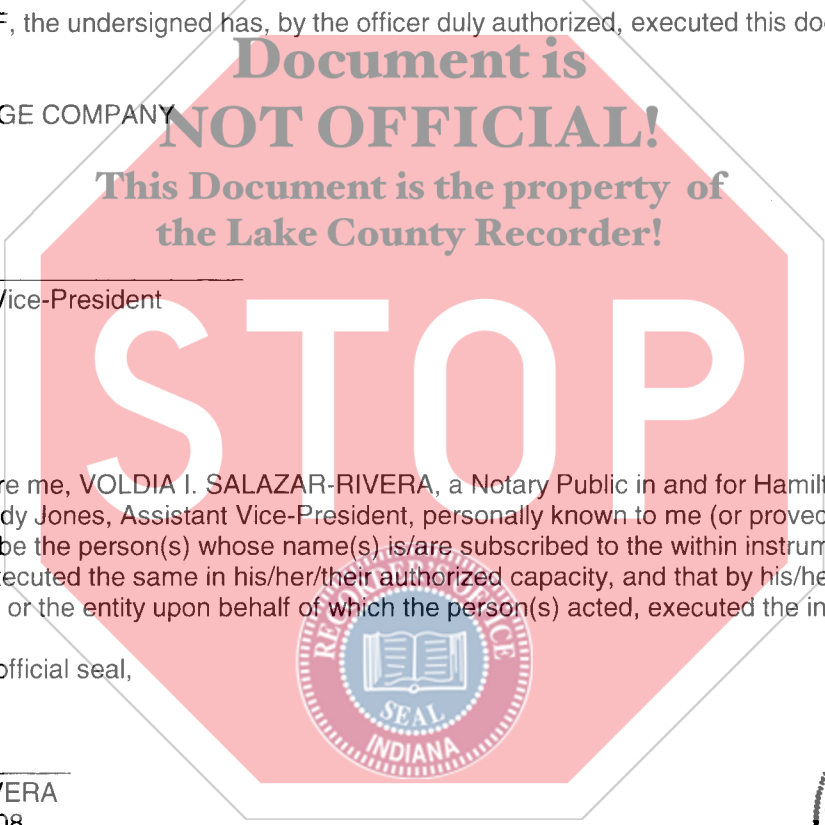 , the undersigned has, by the officer duly authorized, executed this
Document is
GE COMPANY
NOT OFFICIAL!
This Document is the property of
the Lake County Recorder!
Vice-President
STOP
re me, VOLDIA I. SALAZAR-RIVERA, a Notary Public in and for Hamilt
dy Jones, Assistant Vice-President, personally known to me (or proved
be the person(s) whose name(s) is/are subscribed to the within instrum
ecuted the same in his/her/their authorized capacity, and that by his/he
or the entity upon behalf of which the person(s) acted, executed the in
official seal,
RECORDER'S OFFICE
SEAL
INDIANA
VERA